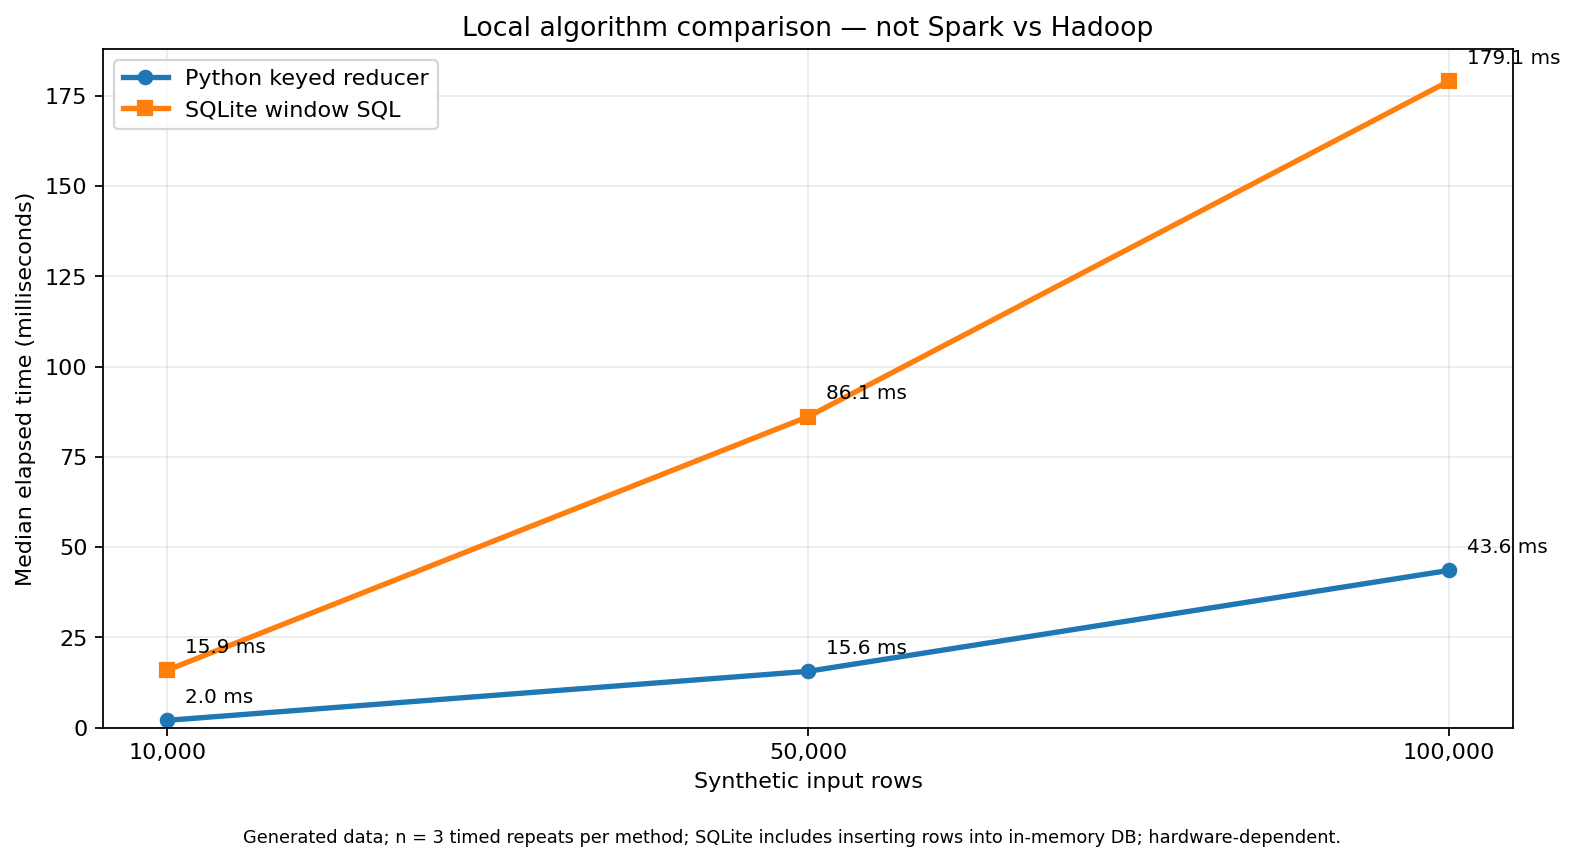 Local algorithm comparison — not Spark vs Hadoop
Python keyed reducer
SQLite window SQL
Median elapsed time (milliseconds)
175
150
125
100
75
50
25
0
179.1 ms
86.1 ms
43.6 ms
15.9 ms
15.6 ms
2.0 ms
10,000
50,000
100,000
Synthetic input rows
Generated data; n = 3 timed repeats per method; SQLite includes inserting rows into in-memory DB; hardware-dependent.